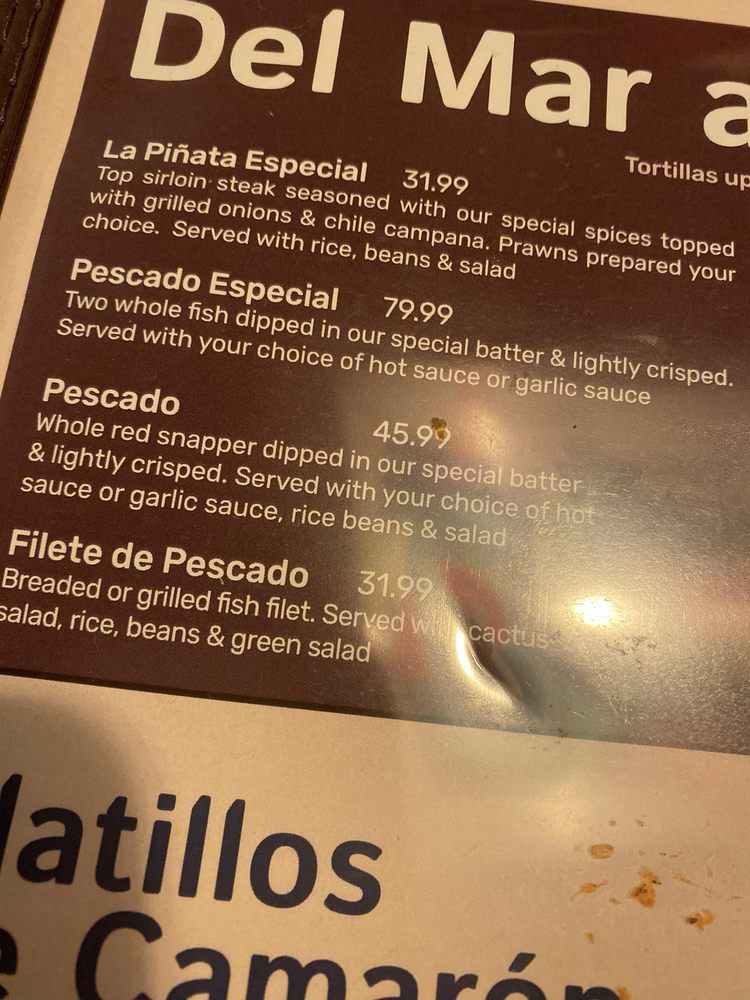 Del Mar a
Tortillas up
La Piñata Especial 31.99
Top sirloin steak seasoned with our special spices topped
with grilled onions & chile campana. Prawns prepared your
choice. Served with rice, beans & salad
Pescado Especial 79.99
Two whole fish dipped in our special batter & lightly crisped.
Served with your choice of hot sauce or garlic sauce
Pescado 45.99
Whole red snapper dipped in our special batter
& lightly crisped. Served with your choice of hot
sauce or garlic sauce, rice beans & salad
Filete de Pescado 31.99
Breaded or grilled fish filet. Served cactus
salad, rice, beans & green salad
latillos
e Camarón